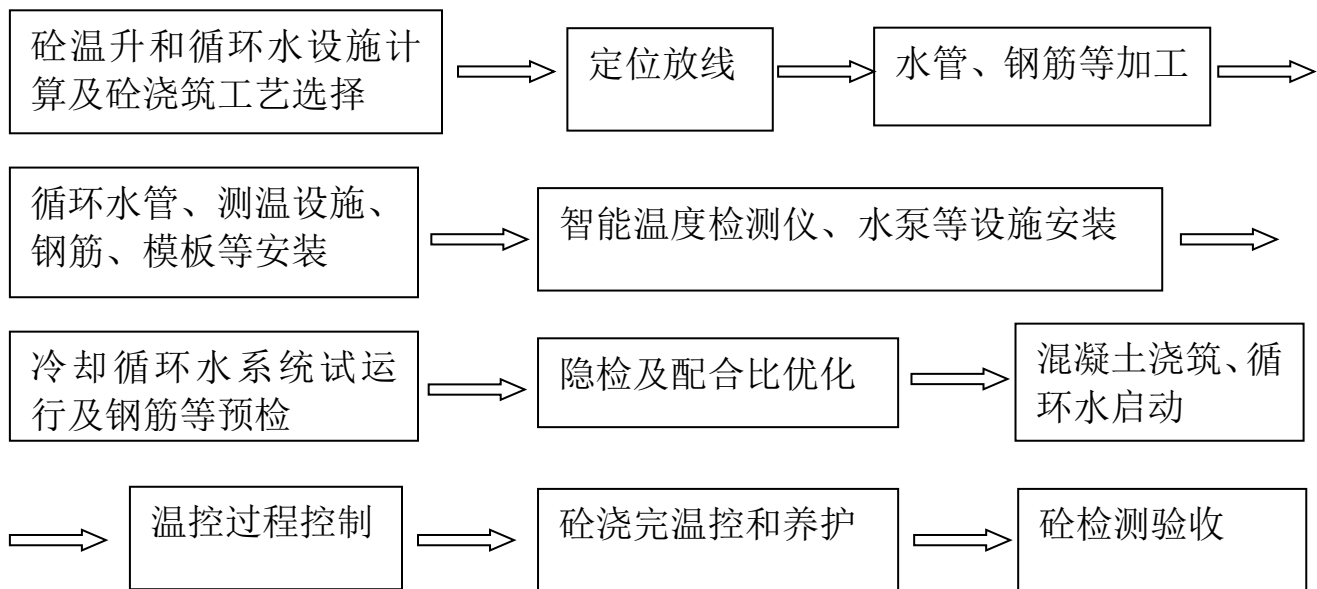 砼温升和循环水设施计
算及砼浇筑工艺选择
定位放线
水管、钢筋等加工
循环水管、测温设施、
钢筋、模板等安装
智能温度检测仪、水泵等设施安装
冷却循环水系统试运
行及钢筋等预检
隐检及配合比优化
混凝土浇筑、循
环水启动
温控过程控制
砼浇完温控和养护
砼检测验收